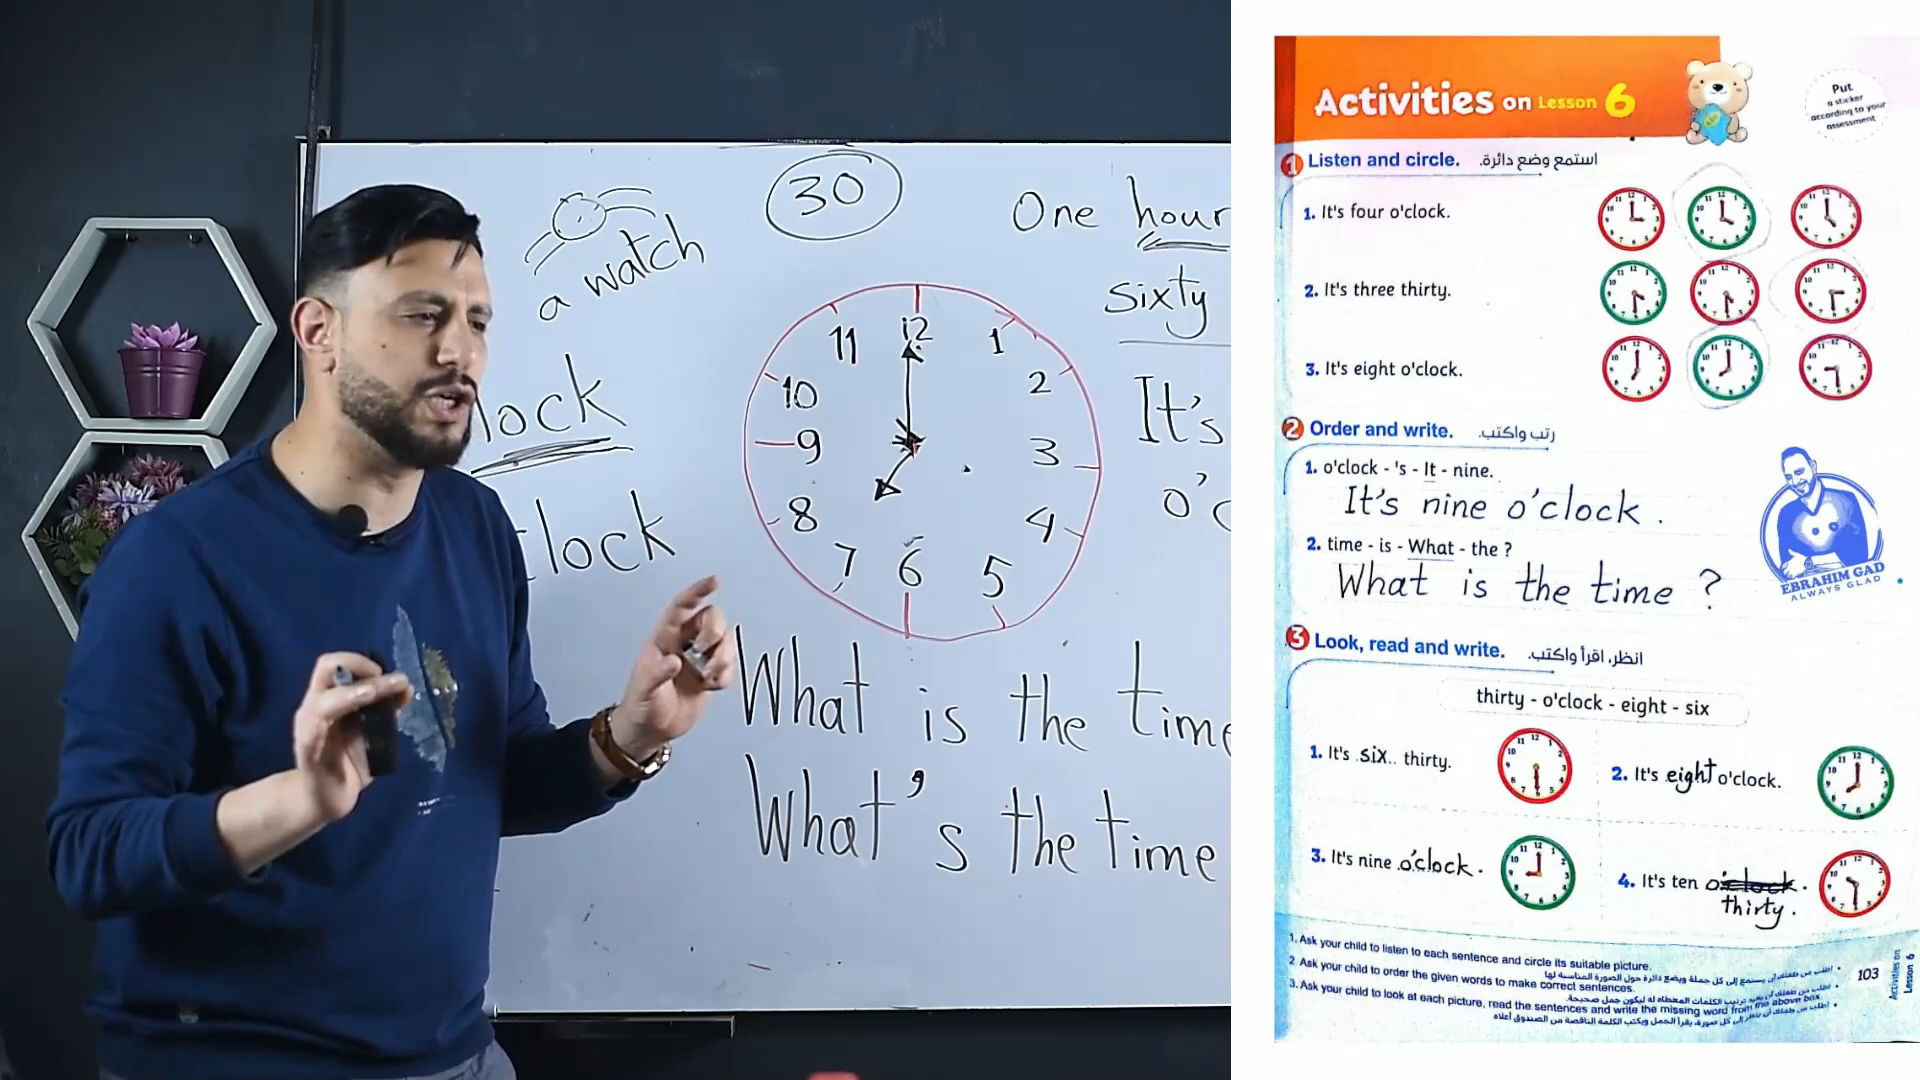 30
One hour
a watch
sixty
lock
clock
It's
12
11
1
10
2
9
3
8
4
7
6
5
What is the time
What's the time
Activities on Lesson 6
Put
a sticker
according to your
assessment
1 Listen and circle. استمع وضع دائرة.
1. It's four o'clock.
2. It's three thirty.
3. It's eight o'clock.
2 Order and write. رتب واكتب.
1. o'clock - 's - It - nine.
It's nine o'clock.
2. time - is - What - the ?
What is the time ?
EBRAHIM GAD
ALWAYS GLAD
3 Look, read and write. انظر، اقرأ واكتب.
thirty - o'clock - eight - six
1. It's six thirty.
2. It's eight o'clock.
3. It's nine o'clock.
4. It's ten o'clock.
thirty.
1. Ask your child to listen to each sentence and circle its suitable picture.
2. Ask your child to order the given words to make correct sentences.
3. Ask your child to look at each picture, read the sentences and write the missing word from the above box.
103
Activities on
Lesson 6